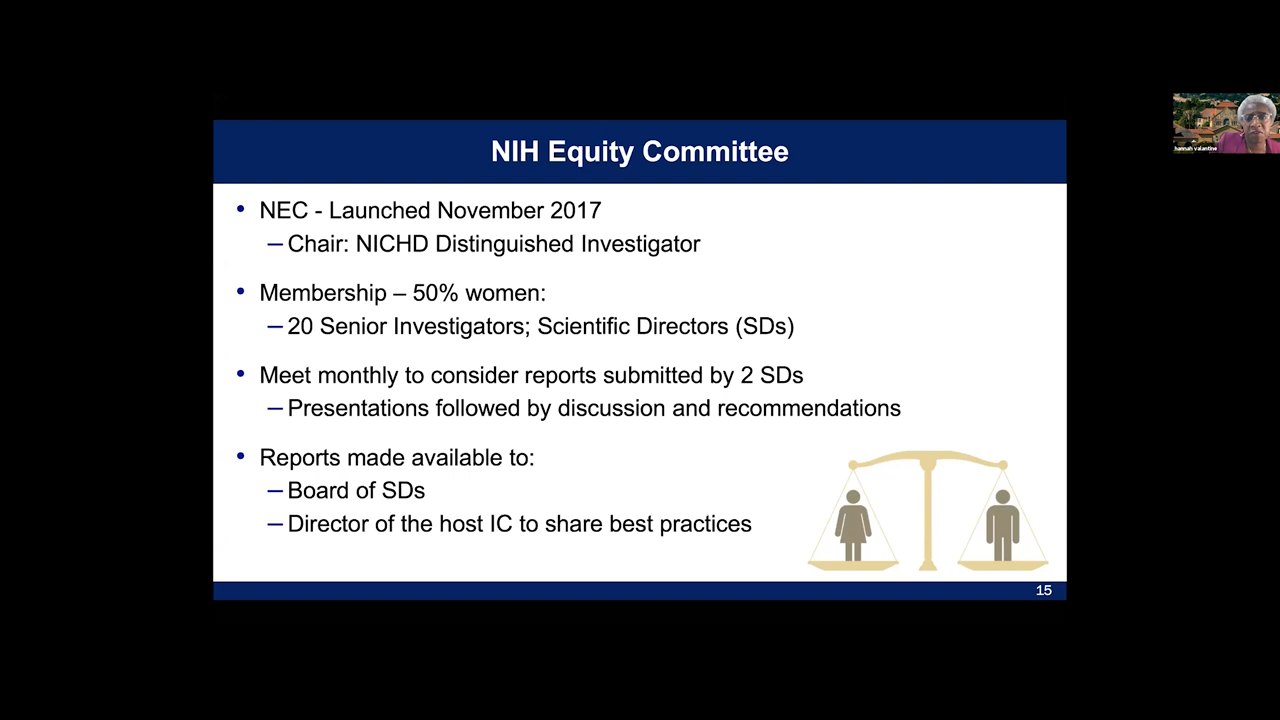 NIH Equity Committee
• NEC - Launched November 2017
– Chair: NICHD Distinguished Investigator
• Membership – 50% women:
– 20 Senior Investigators; Scientific Directors (SDs)
• Meet monthly to consider reports submitted by 2 SDs
– Presentations followed by discussion and recommendations
• Reports made available to:
– Board of SDs
– Director of the host IC to share best practices
15
hannah valantine